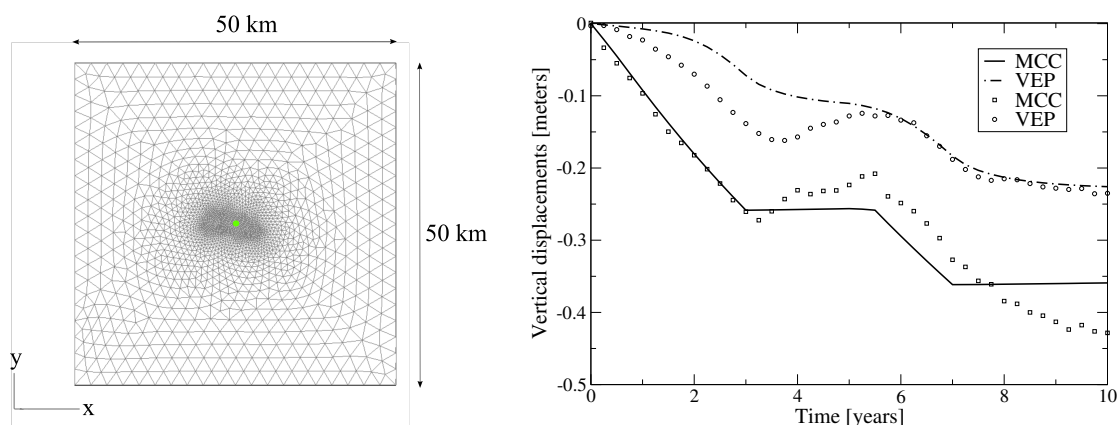 50 km
50 km
y
x
0
-0.1
-0.2
-0.3
-0.4
-0.5
Vertical displacements [meters]
MCC
VEP
MCC
VEP
0
2
4
6
8
10
Time [years]